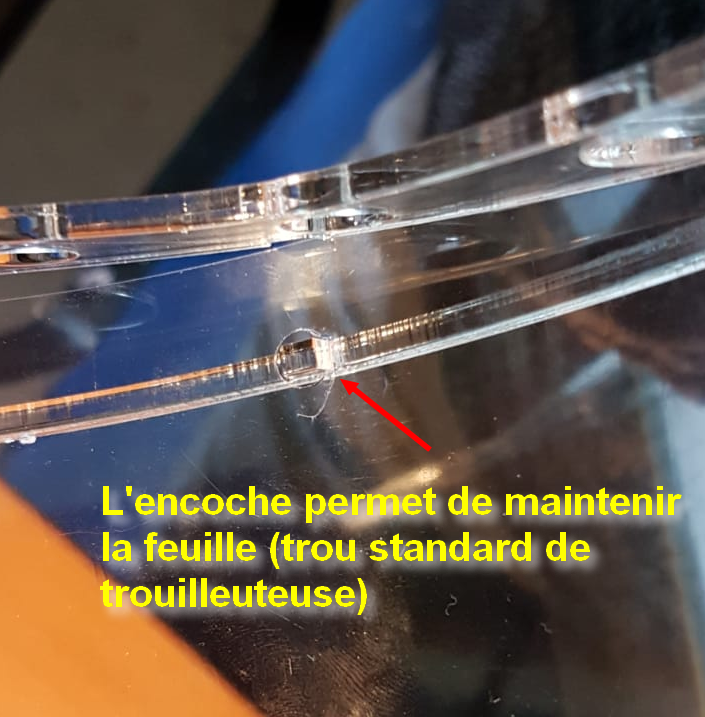 L'encoche permet de maintenir
la feuille (trou standard de
trouilleuteuse)